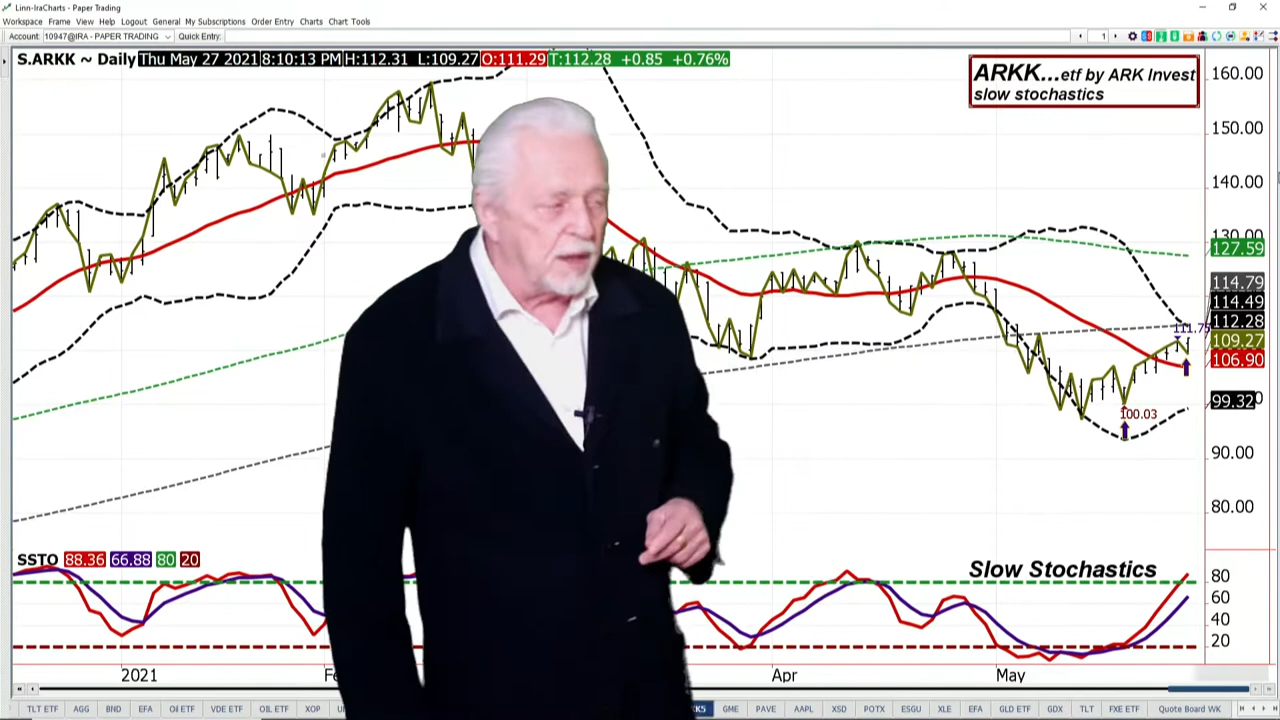 Linn-IraCharts - Paper Trading
Workspace Frame View Help Logout General My Subscriptions Order Entry Charts Chart Tools
Account: 10947@IRA - PAPER TRADING Quick Entry: 1
S.ARKK ~ Daily Thu May 27 2021 8:10:13 PM H:112.31 L:109.27 O:111.29 T:112.28 +0.85 +0.76%
ARKK...etf by ARK Invest
slow stochastics
160.00
150.00
140.00
130.00
127.59
114.79
114.49
111.75
112.28
109.27
106.90
99.32
100.03
90.00
80.00
SSTO 88.36 66.88 80 20
Slow Stochastics
80
60
40
20
2021 Apr May
TLT ETF AGG BND EFA OIl ETF VDE ETF OIL ETF XOP GME PAVE AAPL XSD POTX ESGU XLE EFA GLD ETF GDX TLT FXE ETF Quote Board WK